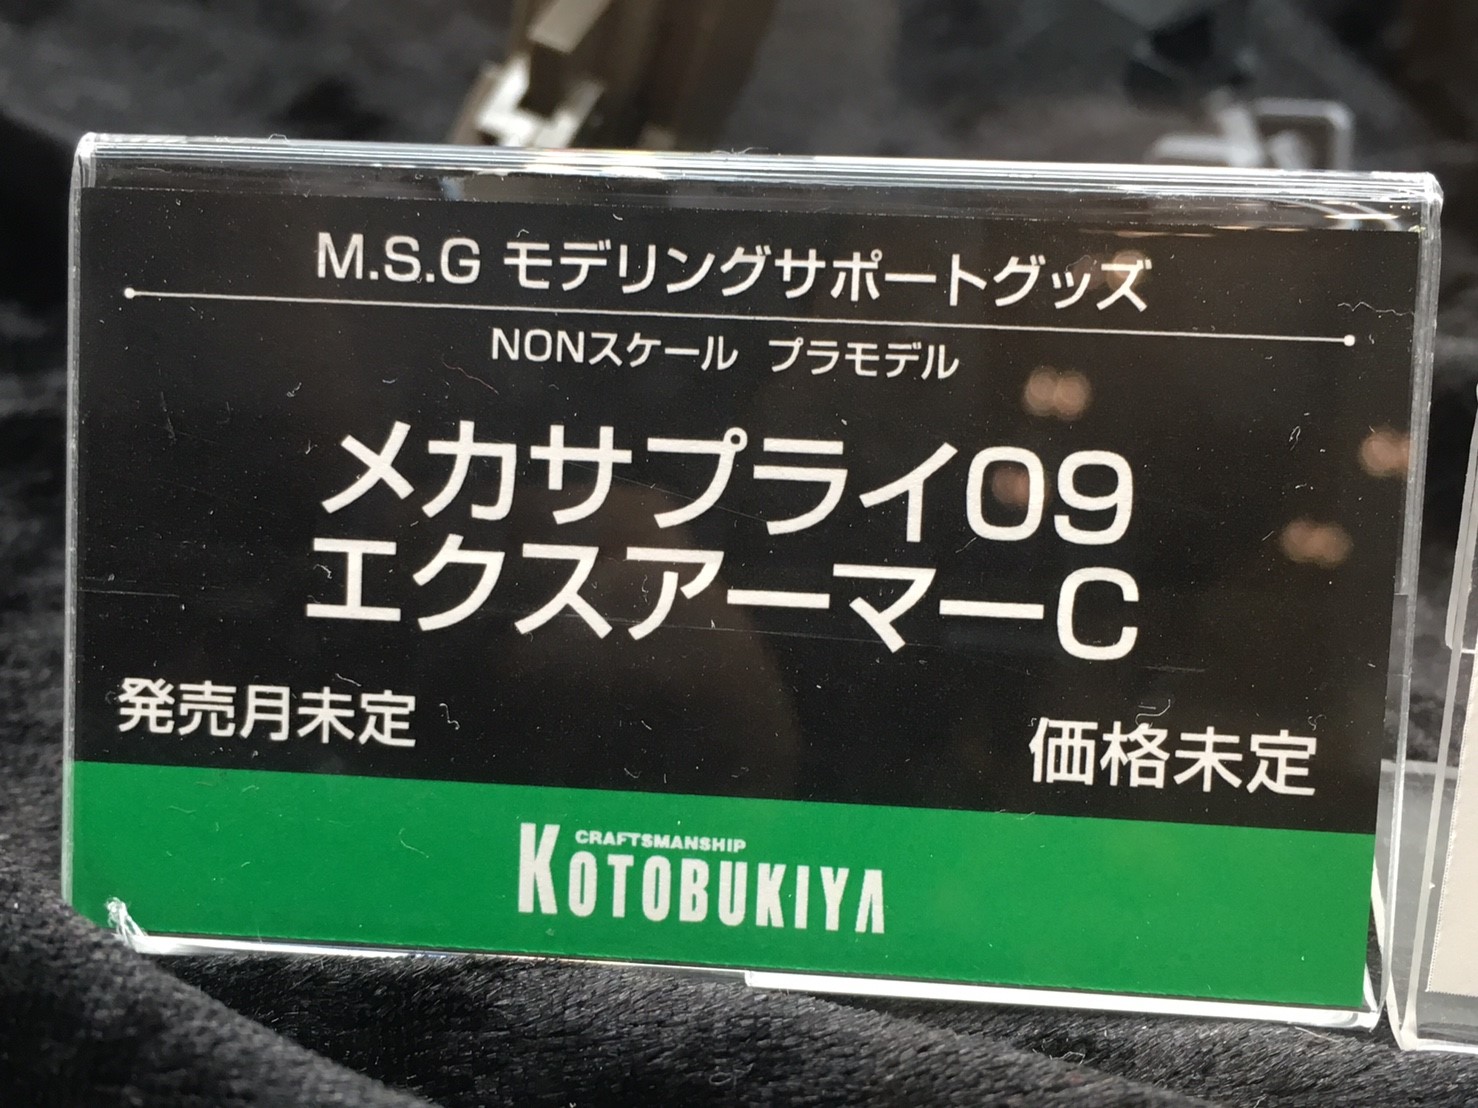 M.S.G モデリングサポートグッズ
NONスケール プラモデル
メカサプライ09
エクスアーマーC
発売月未定
価格未定
CRAFTSMANSHIP
KOTOBUKIYA